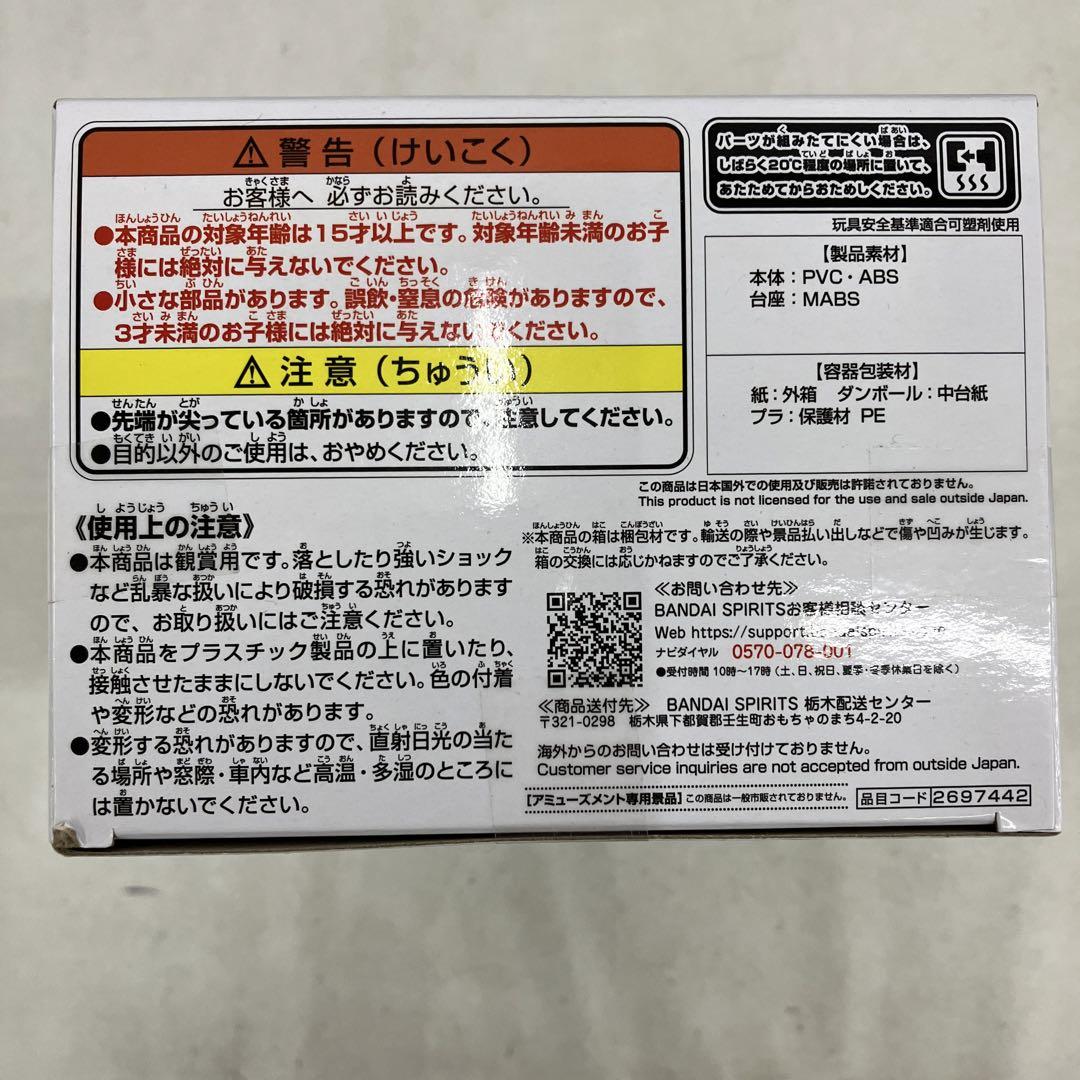 警告（けいこく）
お客様へ 必ずお読みください。
●本商品の対象年齢は15才以上です。対象年齢未満のお子
様には絶対に与えないでください。
●小さな部品があります。誤飲・窒息の危険がありますので、
3才未満のお子様には絶対に与えないでください。
注意（ちゅうい）
●先端が尖っている箇所がありますので、注意してください。
●目的以外のご使用は、おやめください。
パーツが組みたてにくい場合は、
しばらく20℃程度の場所に置いて、
あたためてからお試しください。
玩具安全基準適合可塑剤使用
【製品素材】
本体：PVC・ABS
台座：MABS
【容器包装材】
紙：外箱 ダンボール：中台紙
プラ：保護材 PE
この商品は日本国外での使用及び販売は許諾されておりません。
This product is not licensed for the use and sale outside Japan.
※本商品の箱は梱包材です。輸送の際や景品払い出しなどで傷や凹みが生じます。
箱の交換には応じかねますのでご了承ください。
《使用上の注意》
●本商品は観賞用です。落としたり強いショック
など乱暴な扱いにより破損する恐れがあります
ので、お取り扱いにはご注意ください。
●本商品をプラスチック製品の上に置いたり、
接触させたままにしないでください。色の付着
や変形などの恐れがあります。
●変形する恐れがありますので、直射日光の当た
る場所や窓際・車内など高温・多湿のところに
は置かないでください。
≪お問い合わせ先≫
BANDAI SPIRITSお客様相談センター
Web
ナビダイヤル 0570-078-001
●受付時間 10時〜17時（土、日、祝日、夏季・冬季休業日を除く）
≪商品送付先≫ BANDAI SPIRITS 栃木配送センター
〒321-0298 栃木県下都賀郡壬生町おもちゃのまち4-2-20
海外からのお問い合わせは受け付けておりません。
Customer service inquiries are not accepted from outside Japan.
【アミューズメント専用景品】この商品は一般市販されておりません。 品目コード 2697442